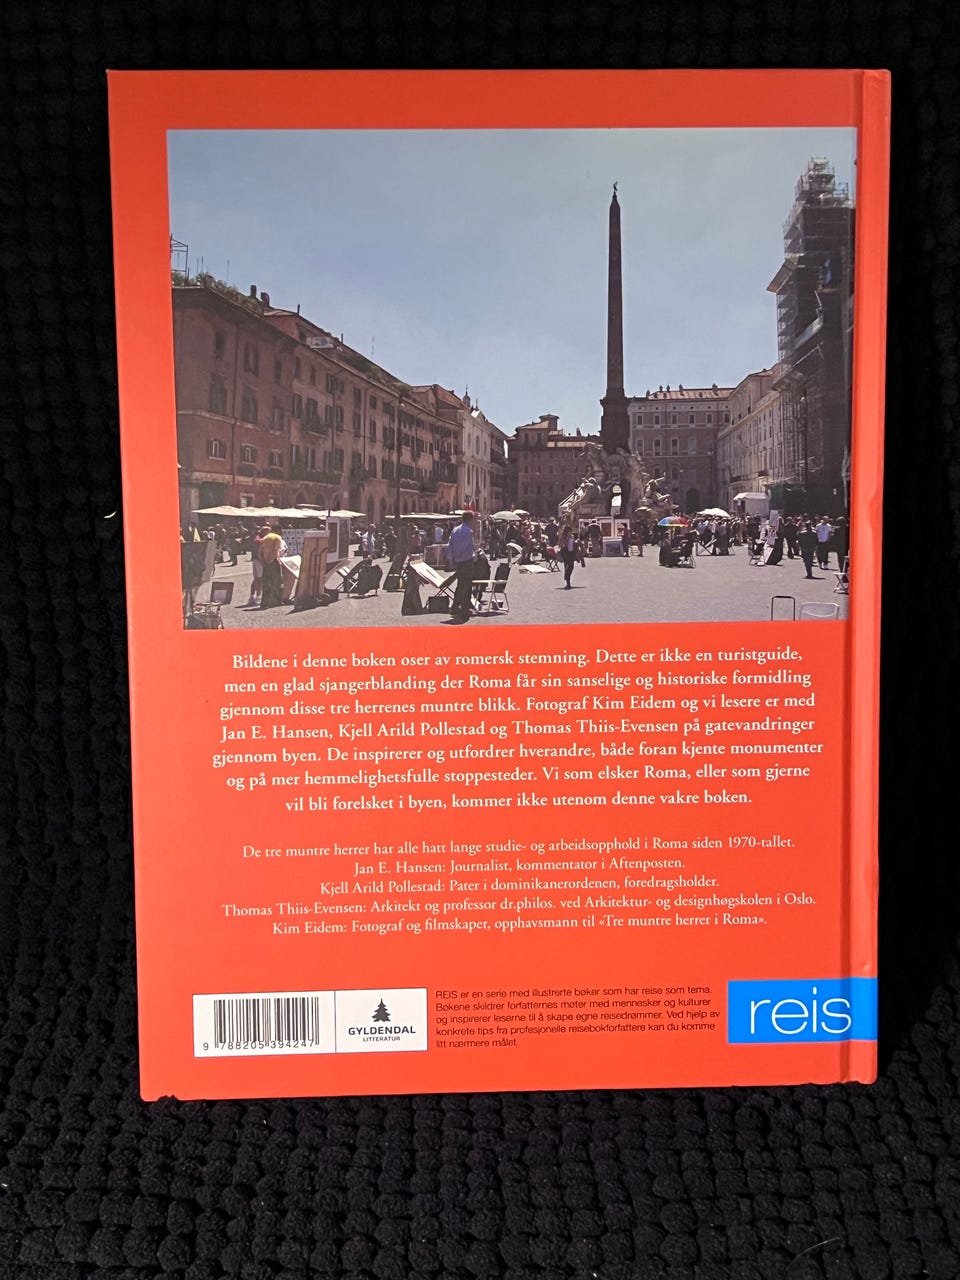 Bildene i denne boken oser av romersk stemning. Dette er ikke en turistguide,
men en glad sjangerblanding der Roma får sin sanselige og historiske formidling
gjennom disse tre herrenes muntre blikk. Fotograf Kim Eidem og vi lesere er med
Jan E. Hansen, Kjell Arild Pollestad og Thomas Thiis-Evensen på gatevandringer
gjennom byen. De inspirerer og utfordrer hverandre, både foran kjente monumenter
og på mer hemmelighetsfulle stoppesteder. Vi som elsker Roma, eller som gjerne
vil bli forelsket i byen, kommer ikke utenom denne vakre boken.
De tre muntre herrer har alle hatt lange studie- og arbeidsopphold i Roma siden 1970-tallet.
Jan E. Hansen: Journalist, kommentator i Aftenposten.
Kjell Arild Pollestad: Pater i dominikanerordenen, foredragsholder.
Thomas Thiis-Evensen: Arkitekt og professor dr.philos. ved Arkitektur- og designhøgskolen i Oslo.
Kim Eidem: Fotograf og filmskaper, opphavsmann til «Tre muntre herrer i Roma».
9 788205 394247
GYLDENDAL
LITTERATUR
REIS er en serie med illustrerte bøker som har reise som tema.
Bøkene skildrer forfatternes møter med mennesker og kulturer
og inspirerer leserne til å skape egne reisedrømmer. Ved hjelp av
konkrete tips fra profesjonelle reisebokforfattere kan du komme
litt nærmere målet.
reis